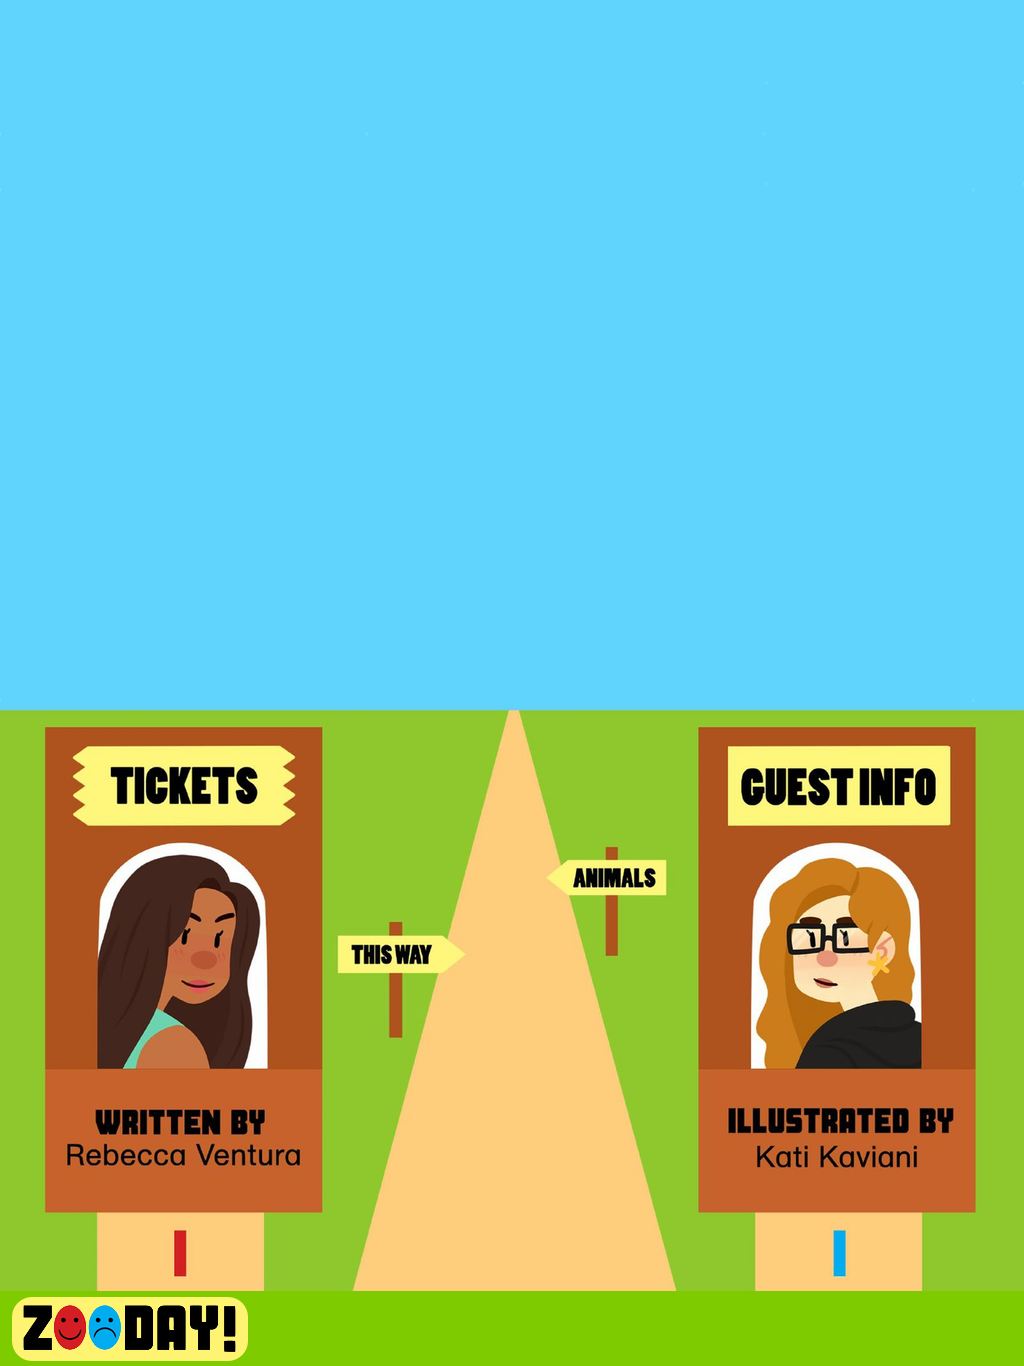 TICKETS
GUEST INFO
ANIMALS
THIS WAY
WRITTEN BY
Rebecca Ventura
ILLUSTRATED BY
Kati Kaviani
ZOODAY!